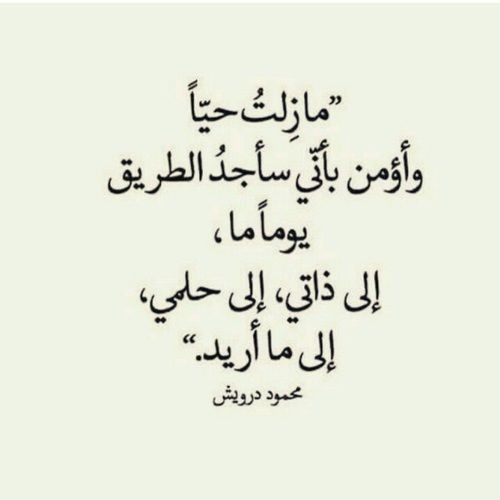 ”مازِلتُ حيّاً
وأؤمن بأنّي سأجدُ الطريق
يوماً ما،
إلى ذاتي، إلى حلمي،
إلى ما أريد.“
محمود درويش